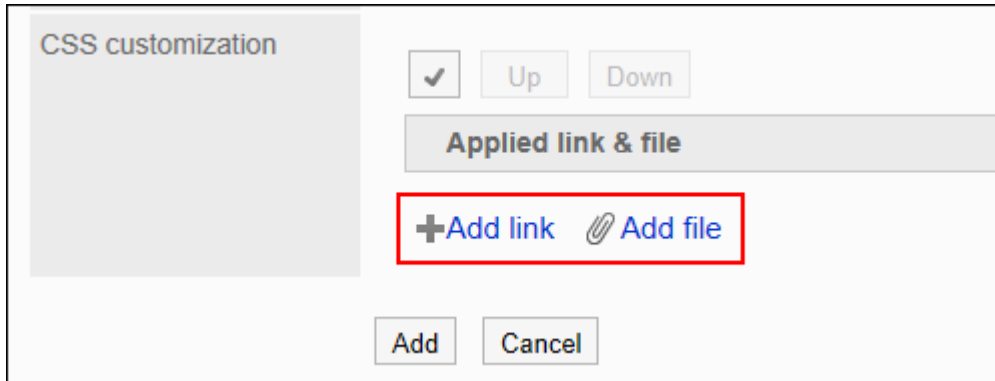 CSS customization
Up Down
Applied link & file
Add link Add file
Add Cancel